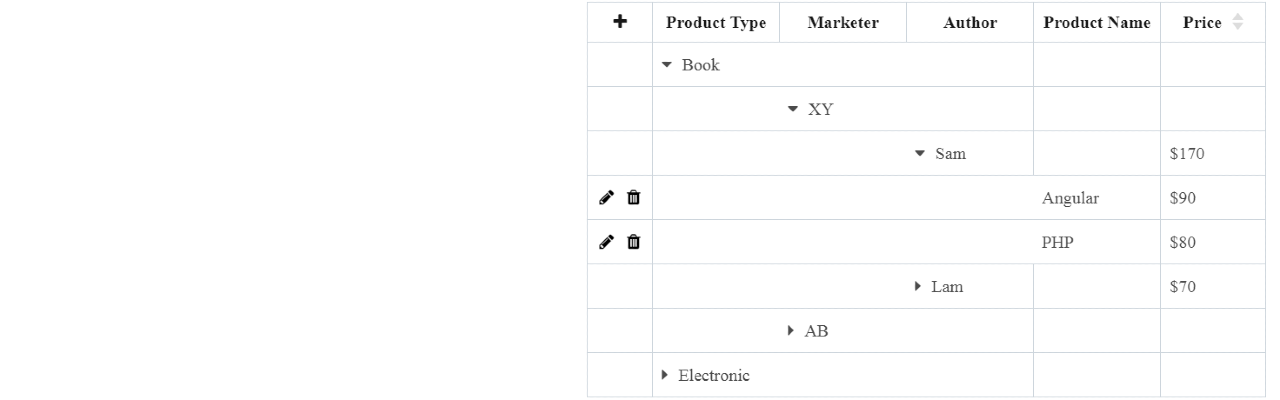 Product Type Marketer Author Product Name Price
Book
XY
Sam $170
Angular $90
PHP $80
Lam $70
AB
Electronic